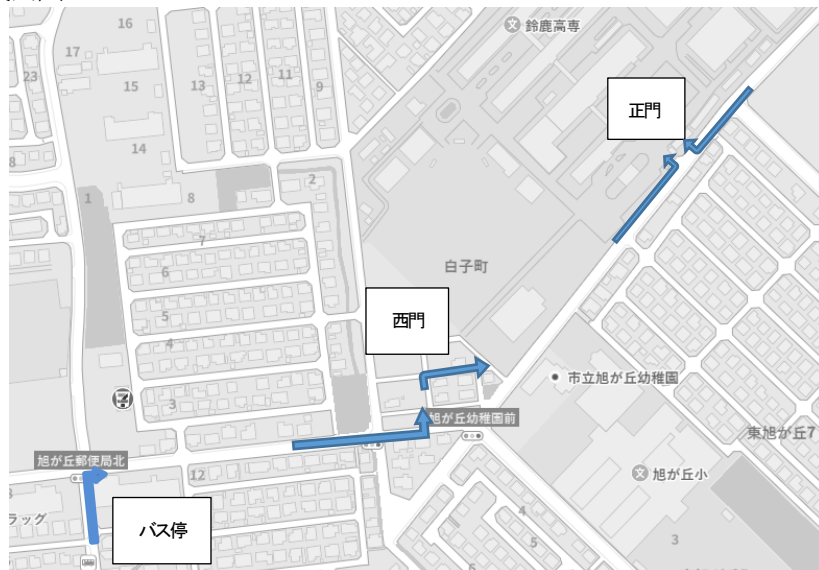 16
鈴鹿高専
17
13
12
11
9
23
15
正門
14
8
2
1
8
7
6
白子町
5
西門
4
市立旭が丘幼稚園
3
旭が丘幼稚園前
東旭が丘7
旭が丘郵便局北
12
旭が丘小
ラッグ
バス停
4
5
3
6